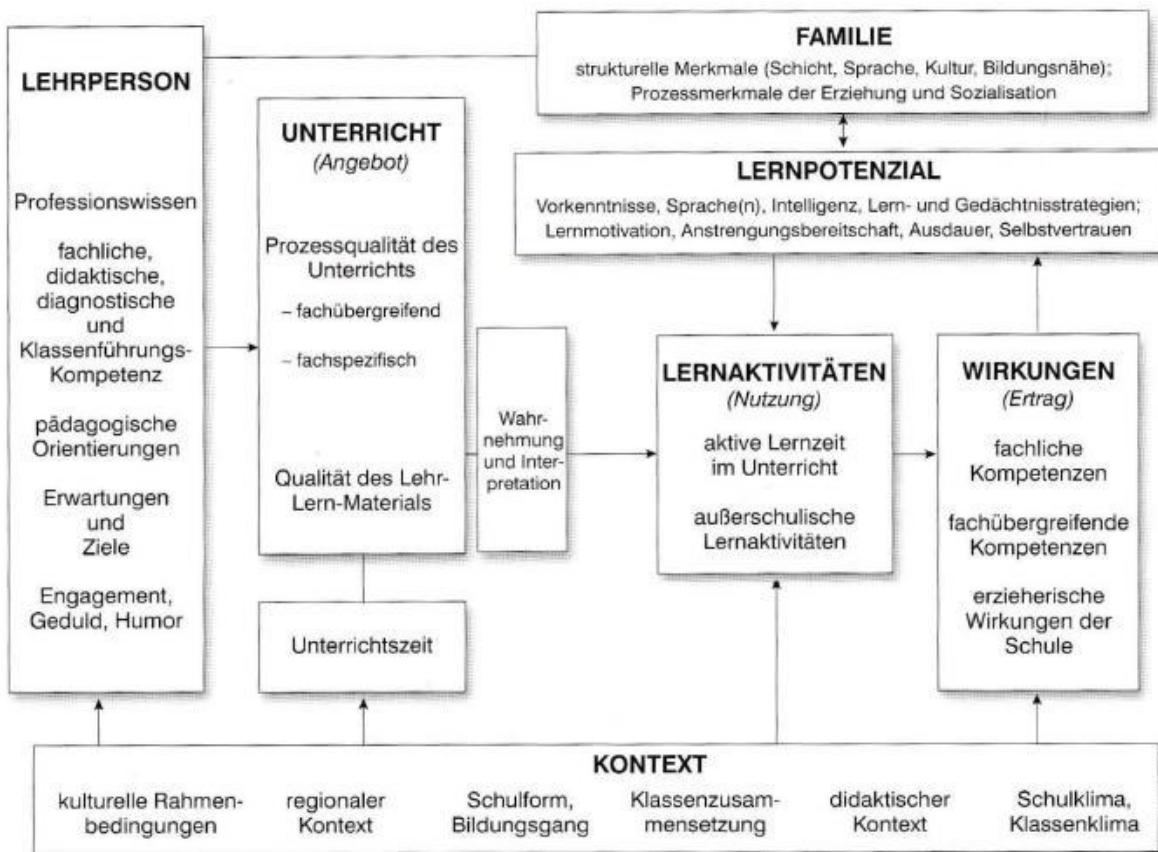 LEHRPERSON
Professionswissen
fachliche,
didaktische,
diagnostische
und
Klassenführungs-
Kompetenz
pädagogische
Orientierungen
Erwartungen
und
Ziele
Engagement,
Geduld, Humor
FAMILIE
strukturelle Merkmale (Schicht, Sprache, Kultur, Bildungsnähe);
Prozessmerkmale der Erziehung und Sozialisation
UNTERRICHT
(Angebot)
Prozessqualität des
Unterrichts
– fachübergreifend
– fachspezifisch
Qualität des Lehr-
Lern-Materials
Unterrichtszeit
LERNPOTENZIAL
Vorkenntnisse, Sprache(n), Intelligenz, Lern- und Gedächtnisstrategien;
Lernmotivation, Anstrengungsbereitschaft, Ausdauer, Selbstvertrauen
Wahr-
nehmung
und Inter-
pretation
LERNAKTIVITÄTEN
(Nutzung)
aktive Lernzeit
im Unterricht
außerschulische
Lernaktivitäten
WIRKUNGEN
(Ertrag)
fachliche
Kompetenzen
fachübergreifende
Kompetenzen
erzieherische
Wirkungen der
Schule
KONTEXT
kulturelle Rahmen-
bedingungen
regionaler
Kontext
Schulform,
Bildungsgang
Klassenzusam-
mensetzung
didaktischer
Kontext
Schulklima,
Klassenklima